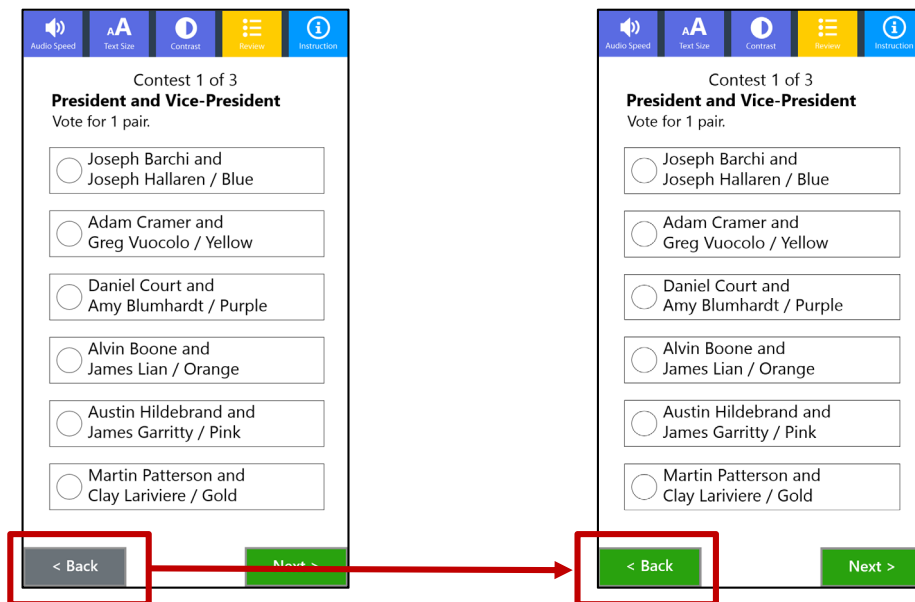 Audio Speed
AA
Text Size
Contrast
Review
Instruction
Contest 1 of 3
President and Vice-President
Vote for 1 pair.
Joseph Barchi and
Joseph Hallaren / Blue
Adam Cramer and
Greg Vuocolo / Yellow
Daniel Court and
Amy Blumhardt / Purple
Alvin Boone and
James Lian / Orange
Austin Hildebrand and
James Garritty / Pink
Martin Patterson and
Clay Lariviere / Gold
< Back
Next >
Audio Speed
AA
Text Size
Contrast
Review
Instruction
Contest 1 of 3
President and Vice-President
Vote for 1 pair.
Joseph Barchi and
Joseph Hallaren / Blue
Adam Cramer and
Greg Vuocolo / Yellow
Daniel Court and
Amy Blumhardt / Purple
Alvin Boone and
James Lian / Orange
Austin Hildebrand and
James Garritty / Pink
Martin Patterson and
Clay Lariviere / Gold
< Back
Next >